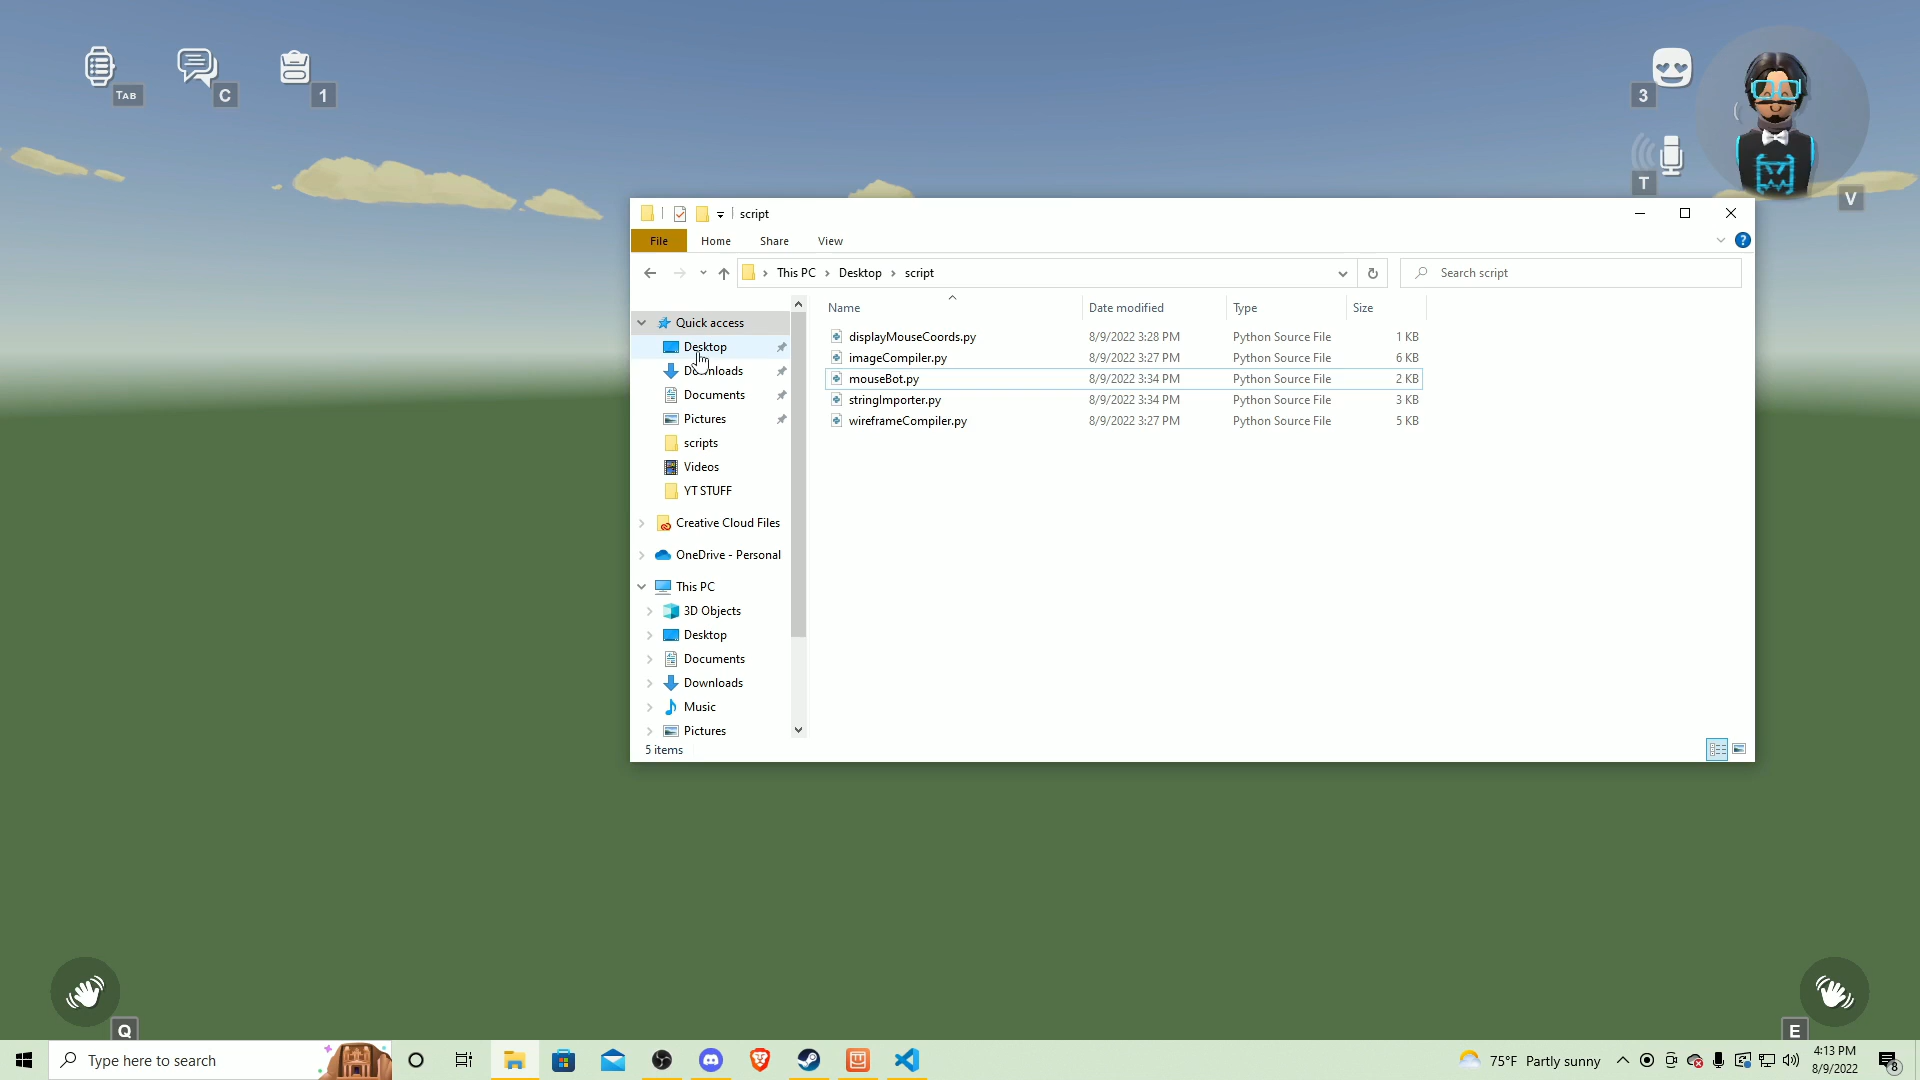 TAB
C
1
3
T
V
script
File
Home
Share
View
This PC
Desktop
script
Search script
Name
Date modified
Type
Size
Quick access
Desktop
Downloads
Documents
Pictures
scripts
Videos
YT STUFF
Creative Cloud Files
OneDrive - Personal
This PC
3D Objects
Desktop
Documents
Downloads
Music
Pictures
displayMouseCoords.py 8/9/2022 3:28 PM Python Source File 1 KB
imageCompiler.py 8/9/2022 3:27 PM Python Source File 6 KB
mouseBot.py 8/9/2022 3:34 PM Python Source File 2 KB
stringImporter.py 8/9/2022 3:34 PM Python Source File 3 KB
wireframeCompiler.py 8/9/2022 3:27 PM Python Source File 5 KB
5 items
Q
E
Type here to search
75°F Partly sunny
4:13 PM
8/9/2022
8